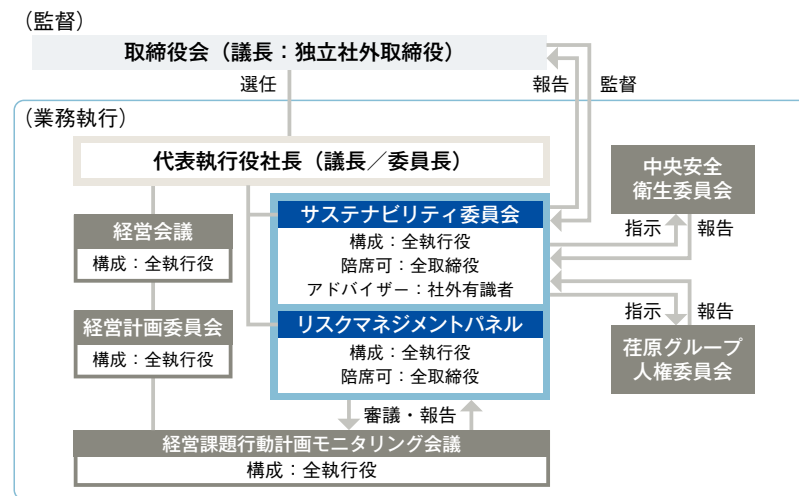 （監督）
取締役会（議長：独立社外取締役）
選任
報告
監督
（業務執行）
代表執行役社長（議長／委員長）
経営会議
構成：全執行役
経営計画委員会
構成：全執行役
サステナビリティ委員会
構成：全執行役
陪席可：全取締役
アドバイザー：社外有識者
リスクマネジメントパネル
構成：全執行役
陪席可：全取締役
審議・報告
経営課題行動計画モニタリング会議
構成：全執行役
中央安全
衛生委員会
指示
報告
指示
報告
荏原グループ
人権委員会